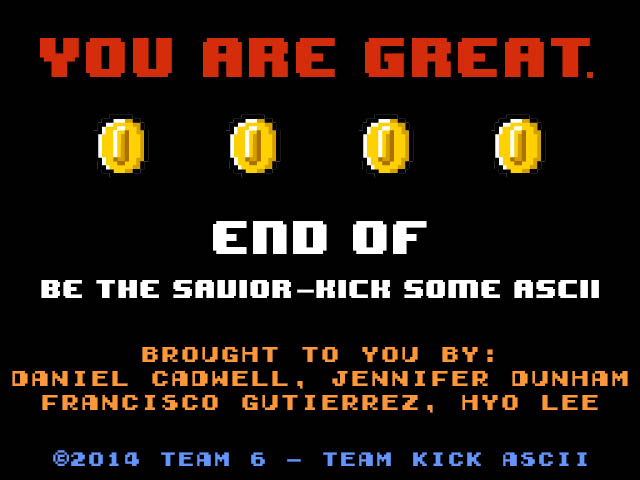 YOU ARE GREAT.
END OF
BE THE SAVIOR-KICK SOME ASCII
BROUGHT TO YOU BY:
DANIEL CADWELL, JENNIFER DUNHAM
FRANCISCO GUTIERREZ, HYO LEE
©2014 TEAM 6 - TEAM KICK ASCII